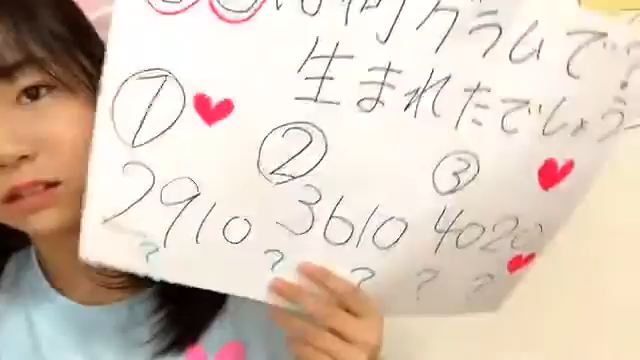 は何グラムで
生まれたでしょう
① ② ③
2910 3610 4020
? ? ? ? ?